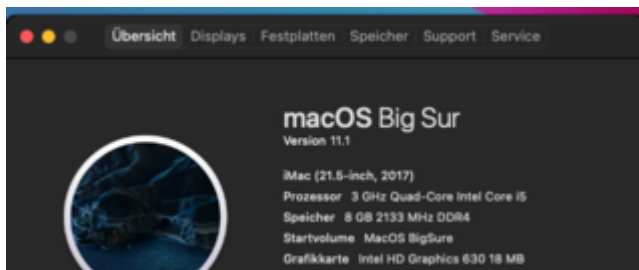 Übersicht Displays Festplatten Speicher Support Service
macOS Big Sur
Version 11.1
iMac (21.5-inch, 2017)
Prozessor 3 GHz Quad-Core Intel Core i5
Speicher 8 GB 2133 MHz DDR4
Startvolume MacOS BigSure
Grafikkarte Intel HD Graphics 630 18 MB